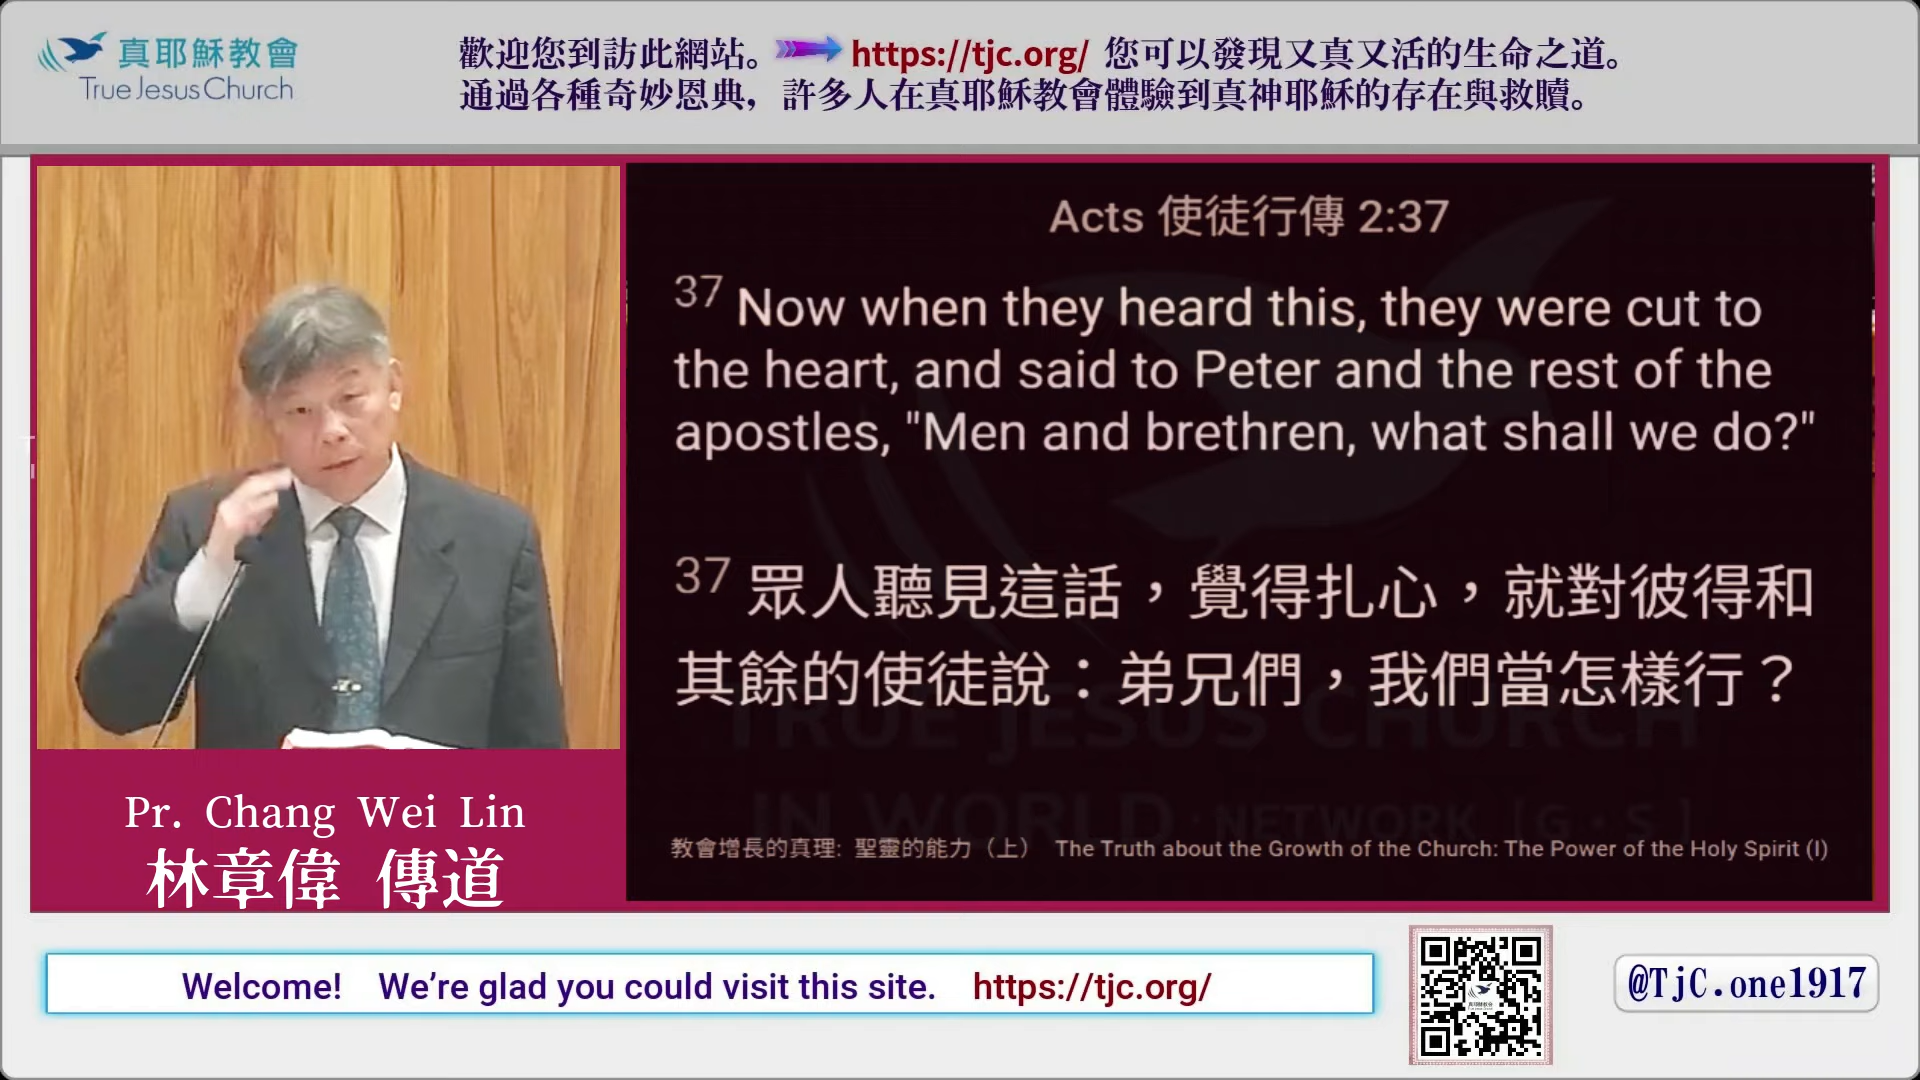 真耶穌教會
True Jesus Church
歡迎您到訪此網站。 https://tjc.org/ 您可以發現又真又活的生命之道。
通過各種奇妙恩典，許多人在真耶穌教會體驗到真神耶穌的存在與救贖。
Acts 使徒行傳 2:37
37 Now when they heard this, they were cut to
the heart, and said to Peter and the rest of the
apostles, "Men and brethren, what shall we do?"
37 眾人聽見這話，覺得扎心，就對彼得和
其餘的使徒說：弟兄們，我們當怎樣行？
TRUE JESUS CHURCH
IN WORLD · NETWORK [G · S]
教會增長的真理: 聖靈的能力（上） The Truth about the Growth of the Church: The Power of the Holy Spirit (I)
Pr. Chang Wei Lin
林章偉 傳道
Welcome! We’re glad you could visit this site. https://tjc.org/
@TjC.one1917